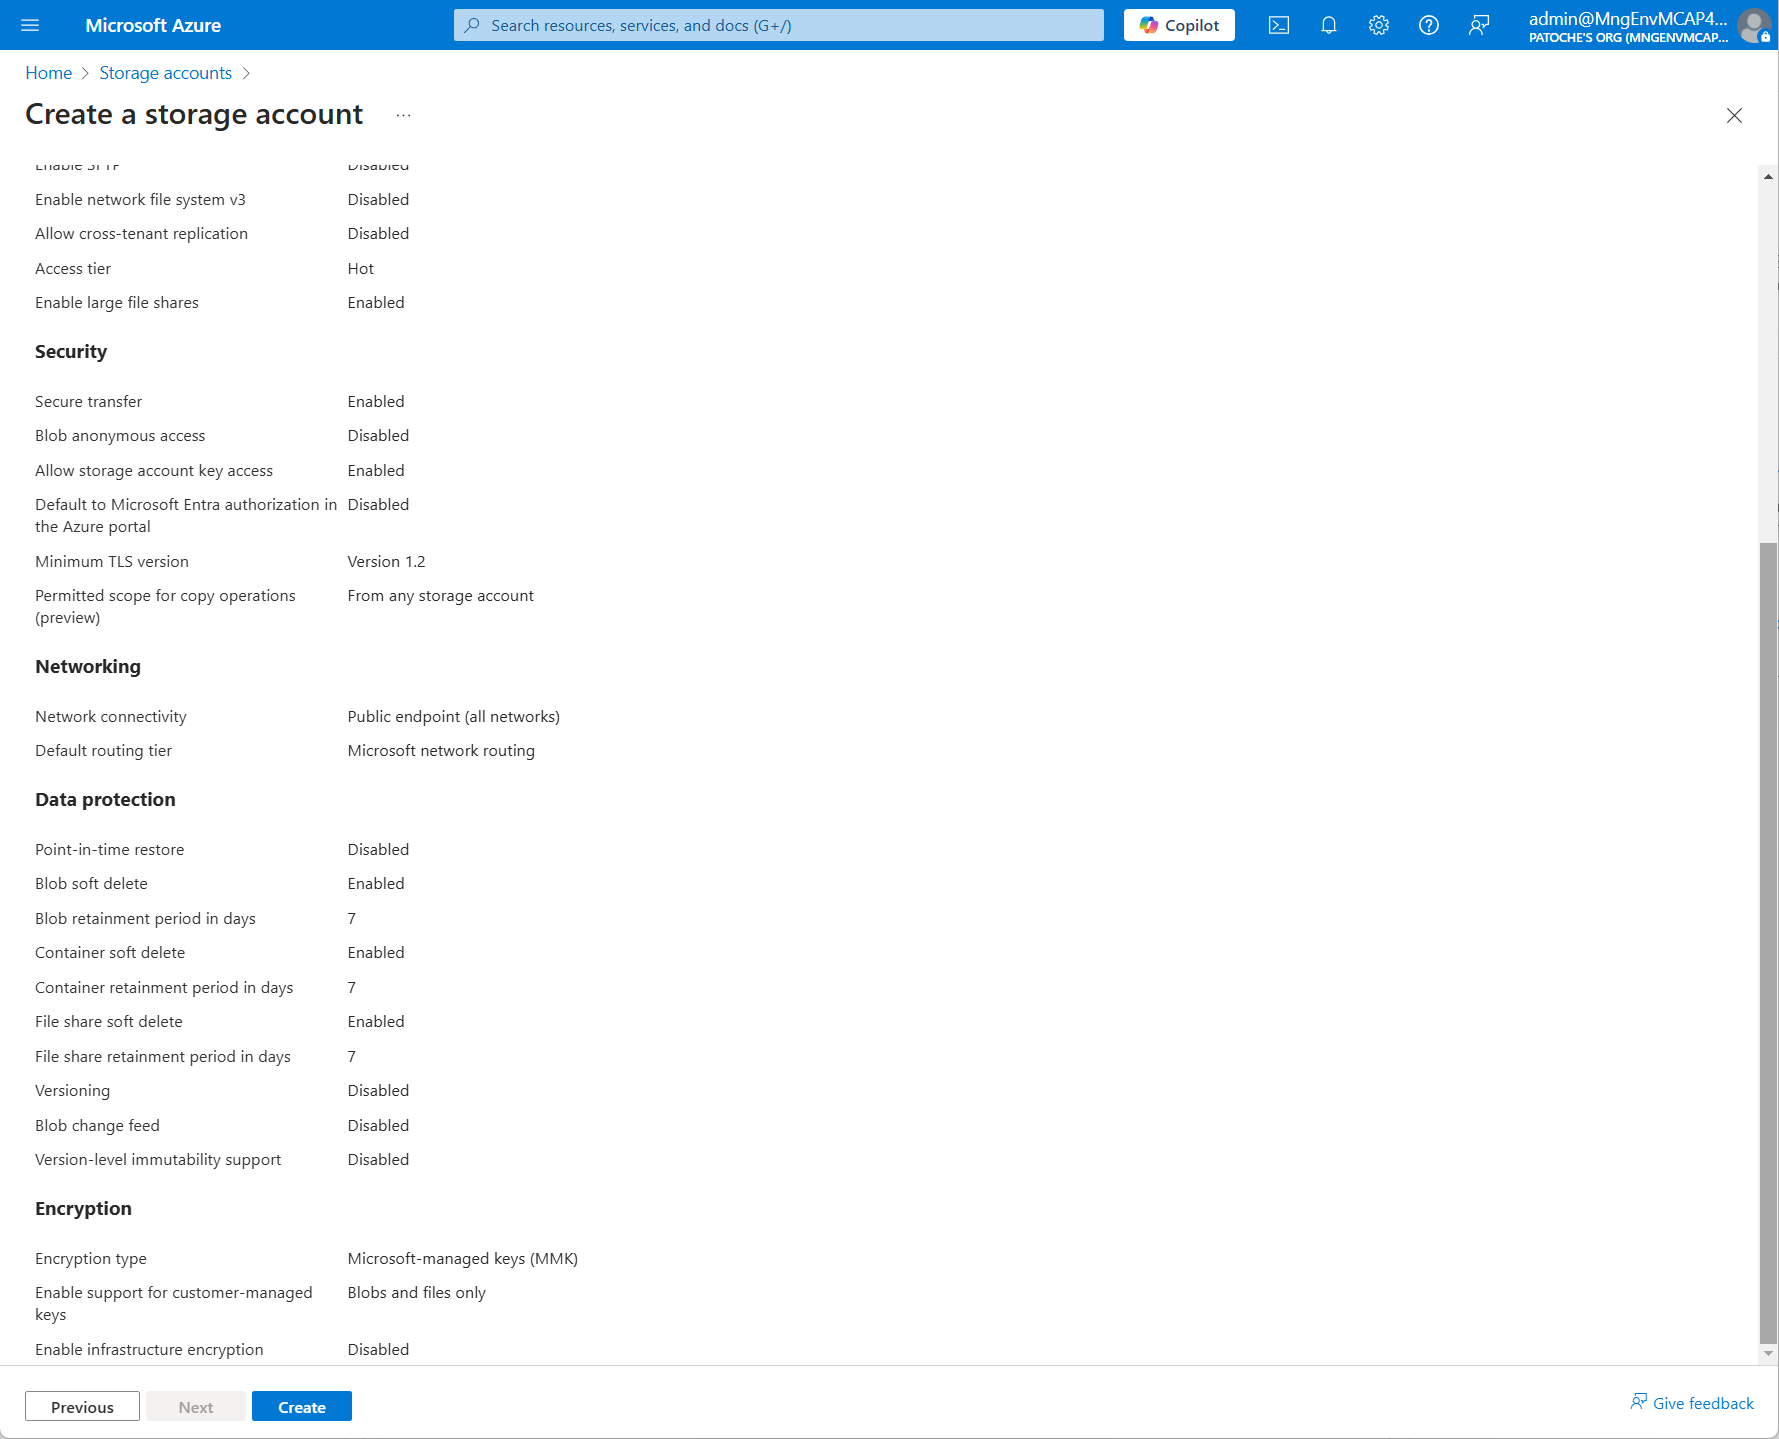 Microsoft Azure
Search resources, services, and docs (G+/)
Copilot
admin@MngEnvMCAP4...
PATOCHE'S ORG (MNGENVMCAP...
Home > Storage accounts >
Create a storage account ...
Enable SFTP Disabled
Enable network file system v3 Disabled
Allow cross-tenant replication Disabled
Access tier Hot
Enable large file shares Enabled
Security
Secure transfer Enabled
Blob anonymous access Disabled
Allow storage account key access Enabled
Default to Microsoft Entra authorization in Disabled
the Azure portal
Minimum TLS version Version 1.2
Permitted scope for copy operations From any storage account
(preview)
Networking
Network connectivity Public endpoint (all networks)
Default routing tier Microsoft network routing
Data protection
Point-in-time restore Disabled
Blob soft delete Enabled
Blob retainment period in days 7
Container soft delete Enabled
Container retainment period in days 7
File share soft delete Enabled
File share retainment period in days 7
Versioning Disabled
Blob change feed Disabled
Version-level immutability support Disabled
Encryption
Encryption type Microsoft-managed keys (MMK)
Enable support for customer-managed Blobs and files only
keys
Enable infrastructure encryption Disabled
Previous Next Create
Give feedback